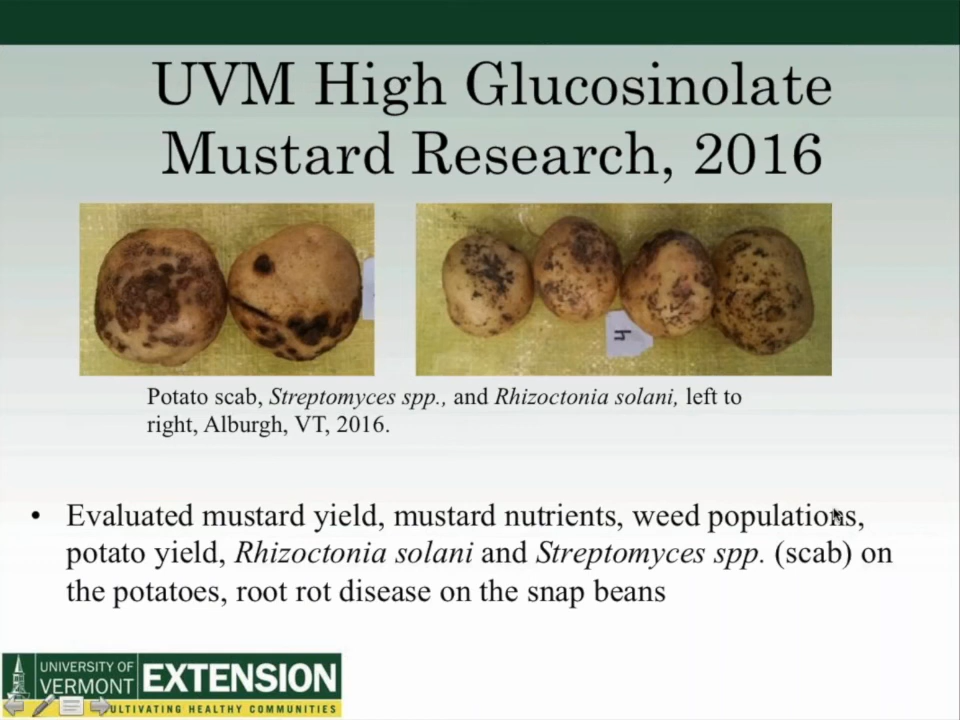 UVM High Glucosinolate
Mustard Research, 2016
4
Potato scab, Streptomyces spp., and Rhizoctonia solani, left to
right, Alburgh, VT, 2016.
• Evaluated mustard yield, mustard nutrients, weed populations,
potato yield, Rhizoctonia solani and Streptomyces spp. (scab) on
the potatoes, root rot disease on the snap beans
UNIVERSITY OF
VERMONT
EXTENSION
ULTIVATING HEALTHY COMMUNITIES